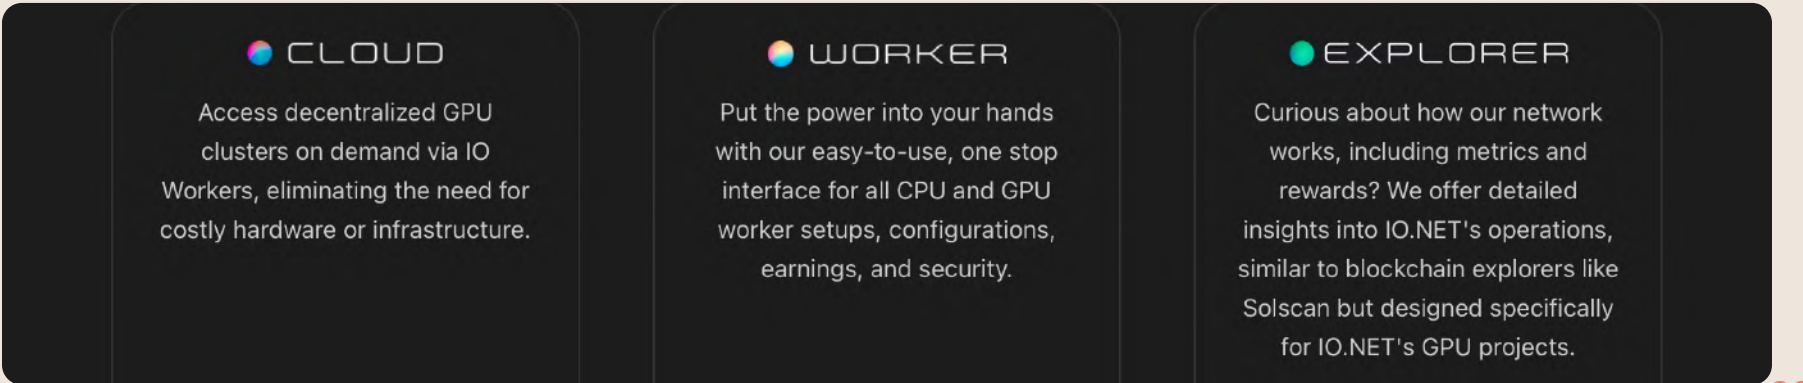 CLOUD
Access decentralized GPU
clusters on demand via IO
Workers, eliminating the need for
costly hardware or infrastructure.
WORKER
Put the power into your hands
with our easy-to-use, one stop
interface for all CPU and GPU
worker setups, configurations,
earnings, and security.
EXPLORER
Curious about how our network
works, including metrics and
rewards? We offer detailed
insights into IO.NET's operations,
similar to blockchain explorers like
Solscan but designed specifically
for IO.NET's GPU projects.